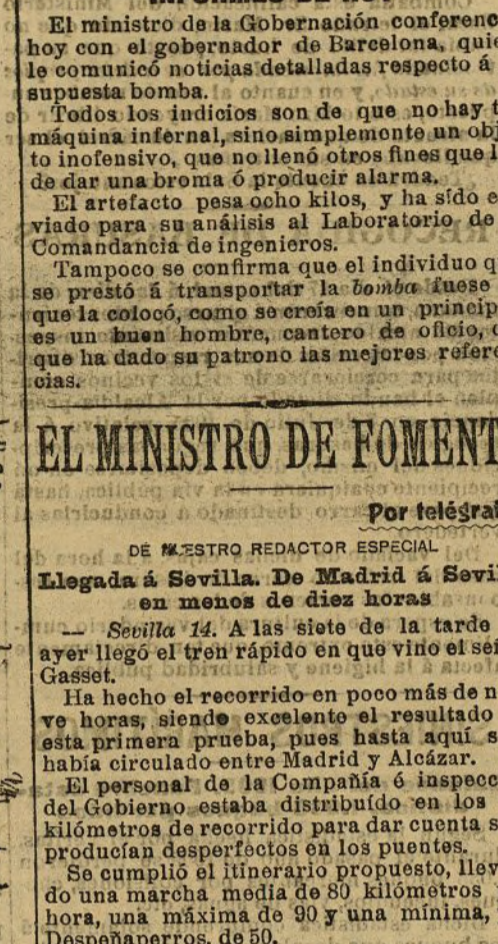 El ministro de la Gobernación conferenc
hoy con el gobernador de Barcelona, quie
le comunicó noticias detalladas respecto á
supuesta bomba.
Todos los indicios son de que no hay t
máquina infernal, sino simplemonte un obj
to inofensivo, que no llenó otros fines que l
de dar una broma ó producir alarma.
El artefacto pesa ocho kilos, y ha sído e
viado para su análisis al Laboratorio de
Comandancia de ingenieros.
Tampoco se confirma que el individuo q
se prestó á transportar la bomba fuese
que la colocó, como se creía en un princip
es un buen hombre, cantero de oficio, d
que ha dado su patrono las mejores refere
cias.
EL MINISTRO DE FOMENT
Por telégra
DE NUESTRO REDACTOR ESPECIAL
Llegada á Sevilla. De Madrid á Sevi
en menos de diez horas
— Sevilla 14. A las siete de la tarde
ayer llegó el tren rápido en que vino el señ
Gasset.
Ha hecho el recorrido en poco más de n
ve horas, siendo excelente el resultado
esta primera prueba, pues hasta aquí s
había circulado entre Madrid y Alcázar.
El personal de la Compañía é inspecc
del Gobierno estaba distribuído en los
kilómetros de recorrido para dar cuenta s
producían desperfectos en los puentes.
Se cumplió el itinerario propuesto, llev
do una marcha media de 80 kilómetros
hora, una máxima de 90 y una mínima,
Despeñaperros, de 50.